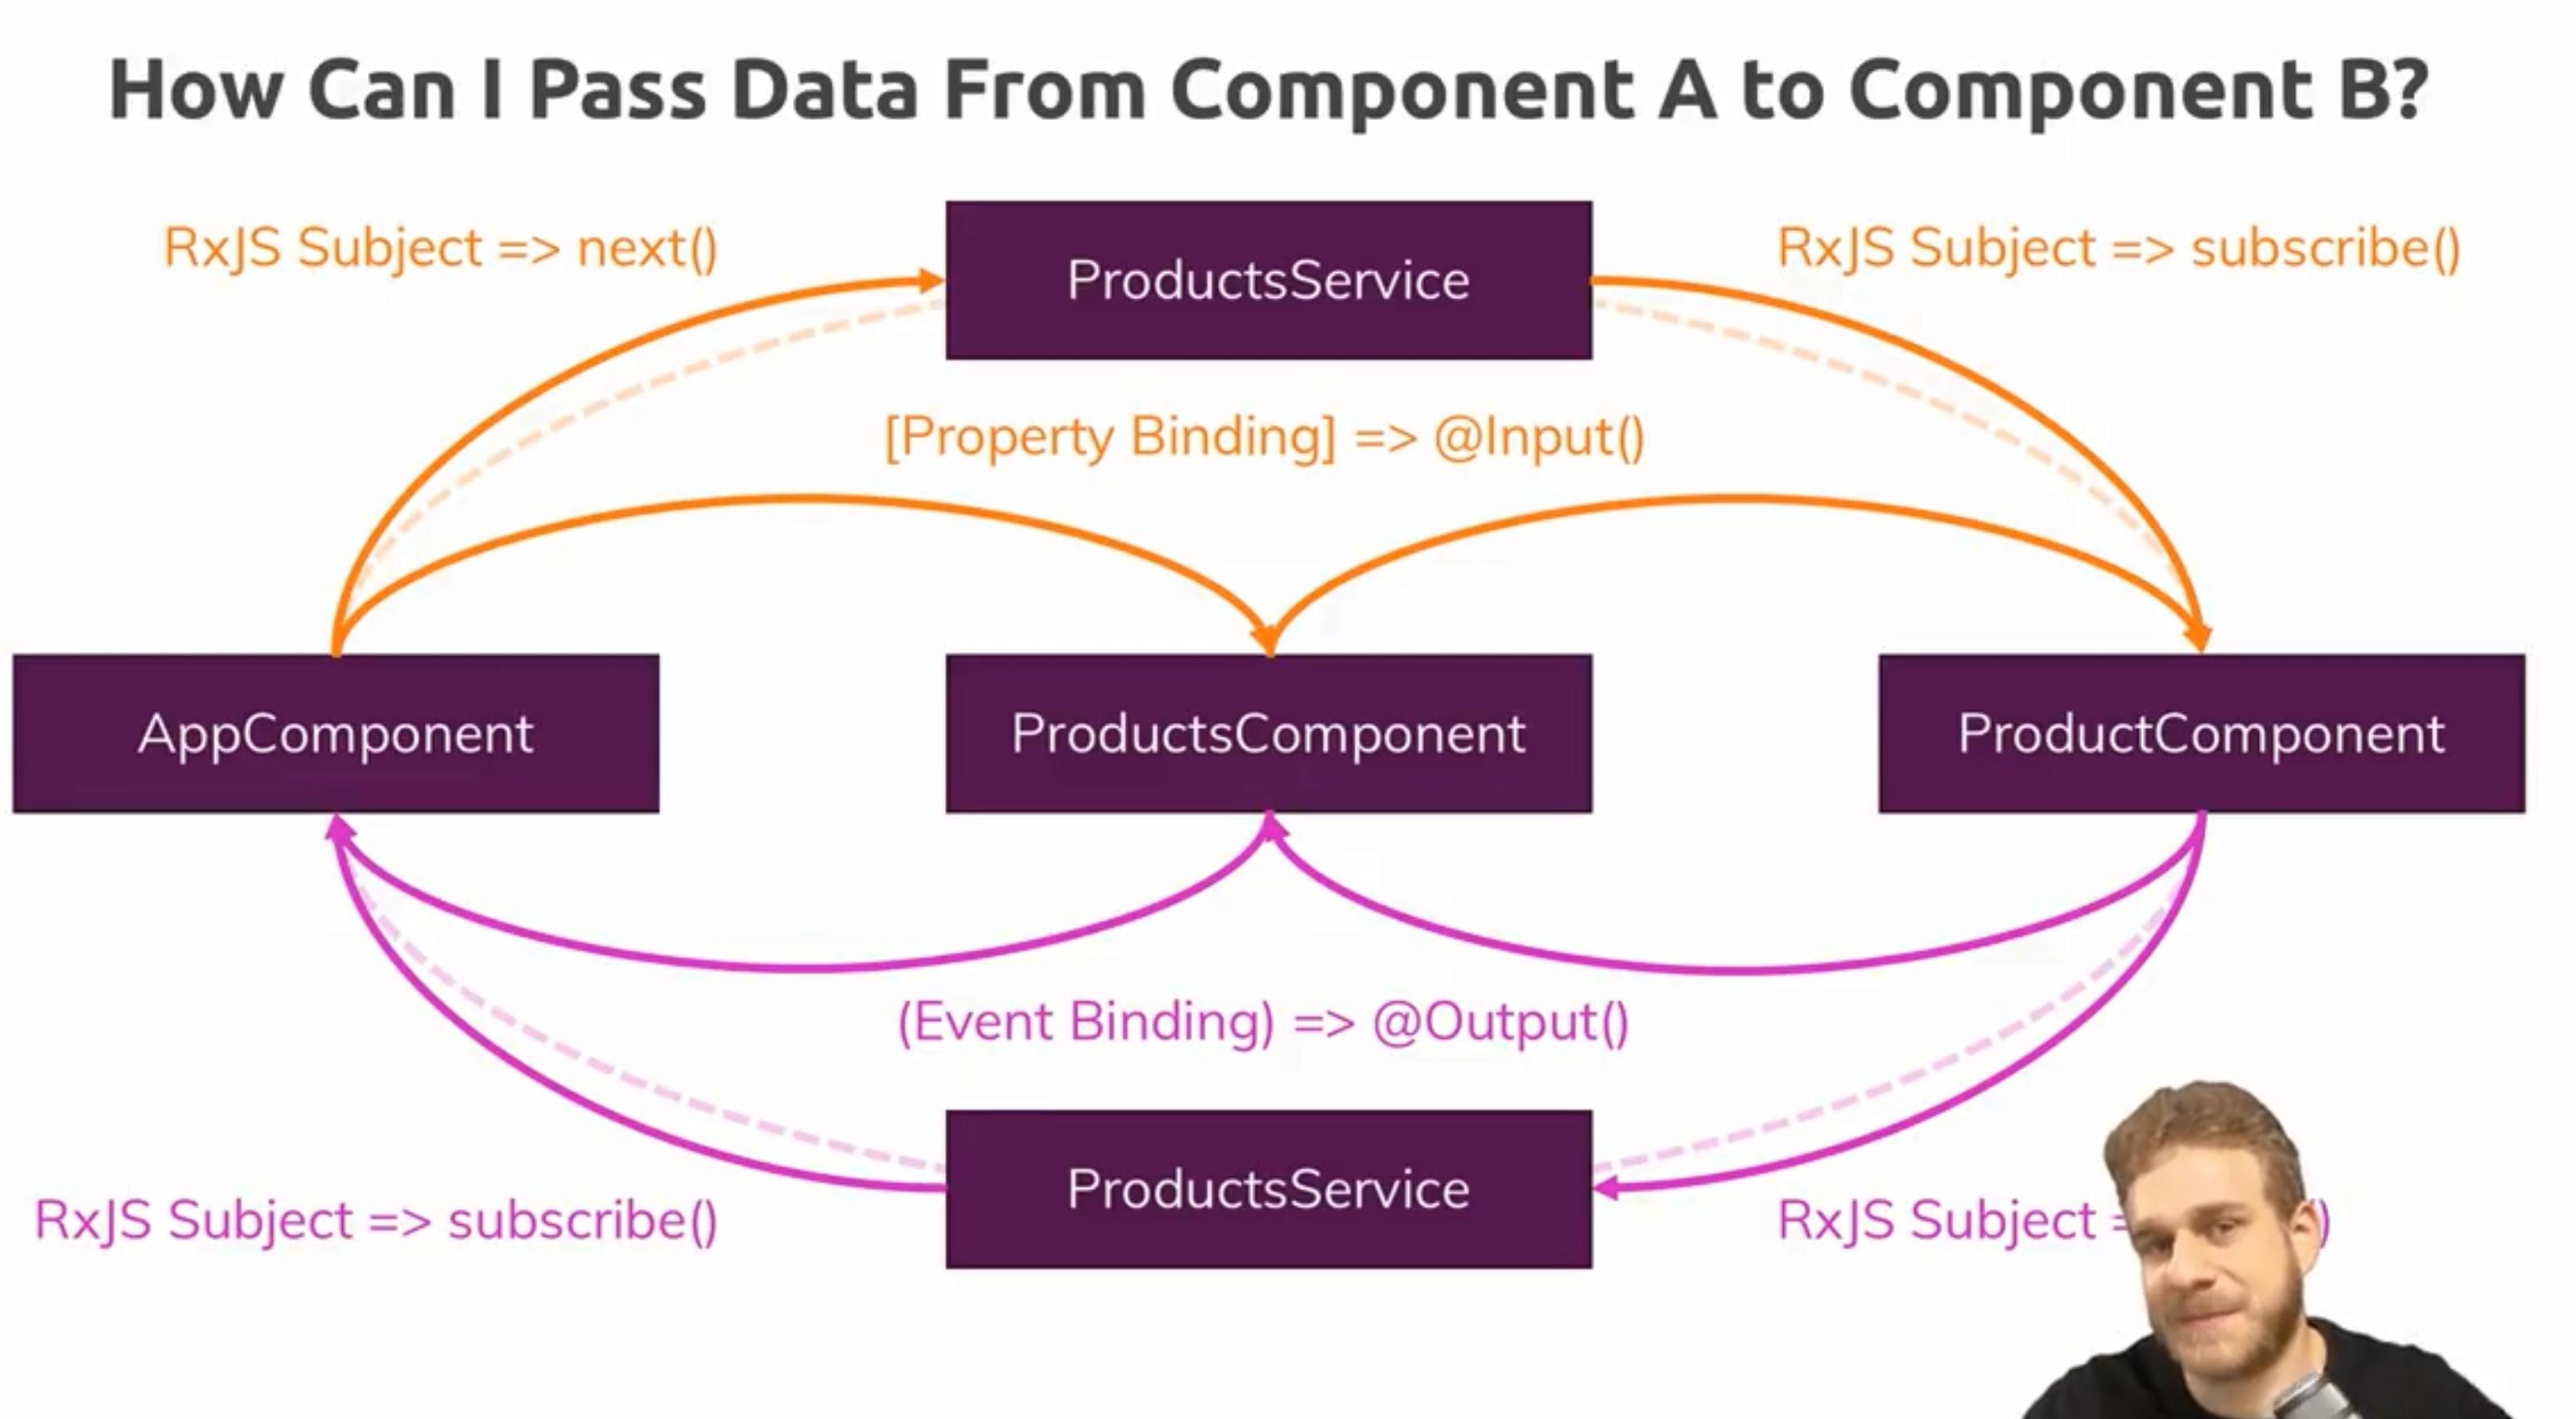 How Can I Pass Data From Component A to Component B?
RxJS Subject => next()
ProductsService
RxJS Subject => subscribe()
[Property Binding] => @Input()
AppComponent
ProductsComponent
ProductComponent
(Event Binding) => @Output()
RxJS Subject => subscribe()
ProductsService
RxJS Subject